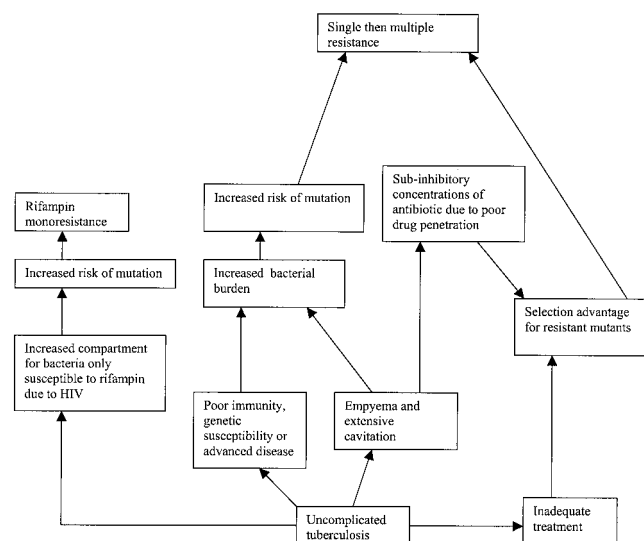 Single then multiple
resistance
Sub-inhibitory
concentrations of
antibiotic due to poor
drug penetration
Increased risk of mutation
Rifampin
monoresistance
Increased risk of mutation
Increased bacterial
burden
Selection advantage
for resistant mutants
Increased compartment
for bacteria only
susceptible to rifampin
due to HIV
Poor immunity,
genetic
susceptibility or
advanced disease
Empyema and
extensive
cavitation
Uncomplicated
tuberculosis
Inadequate
treatment